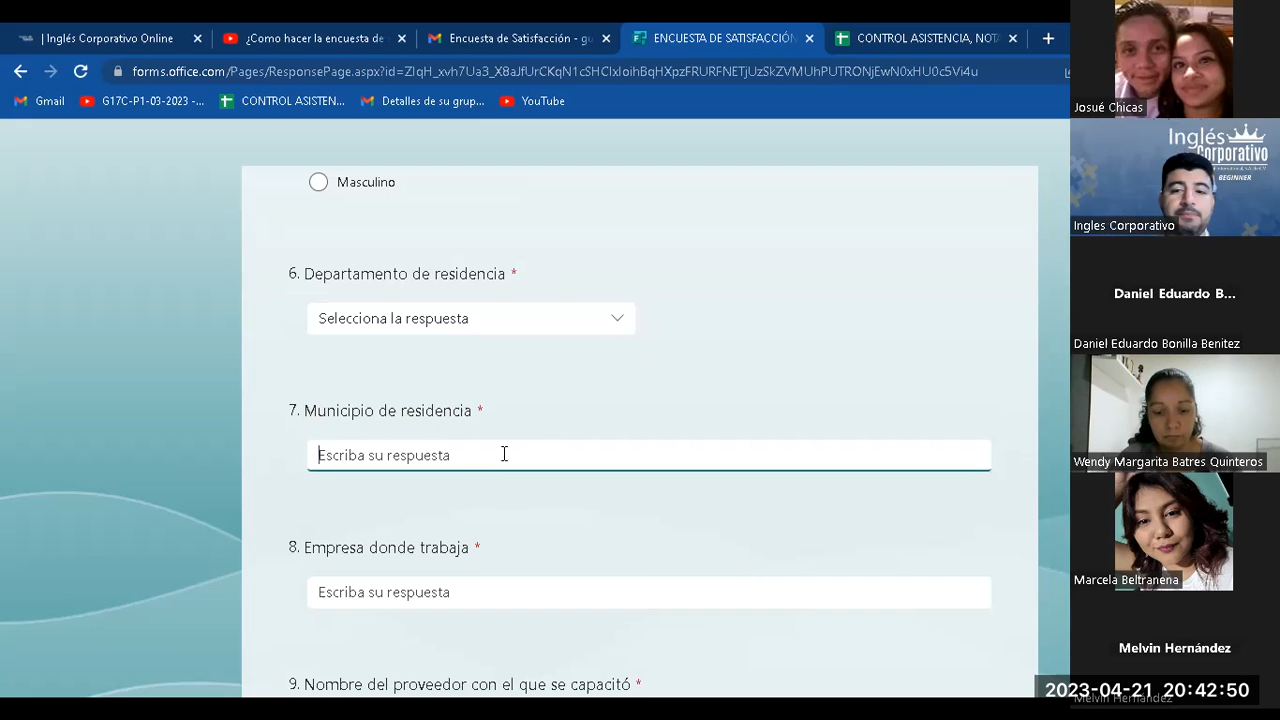 | Inglés Corporativo Online
¿Como hacer la encuesta de
Encuesta de Satisfacción - gu
ENCUESTA DE SATISFACCIÓN
CONTROL ASISTENCIA, NOTA
forms.office.com/Pages/ResponsePage.aspx?id=ZIqH_xvh7Ua3_X8aJfUrCKqN1cSHClxIoihBqHXpzFRURFNETjUzSkZVMUhPUTRONjEwN0xHU0c5Vi4u
Gmail
G17C-P1-03-2023 -...
CONTROL ASISTEN...
Detalles de su grup...
YouTube
Masculino
6. Departamento de residencia *
Selecciona la respuesta
7. Municipio de residencia *
Escriba su respuesta
8. Empresa donde trabaja *
Escriba su respuesta
9. Nombre del proveedor con el que se capacitó *
Josué Chicas
Inglés
Corporativo
BEGINNER
Ingles Corporativo
Daniel Eduardo B...
Daniel Eduardo Bonilla Benitez
Wendy Margarita Batres Quinteros
Marcela Beltranena
Melvin Hernández
Melvin Hernández
2023-04-21 20:42:50